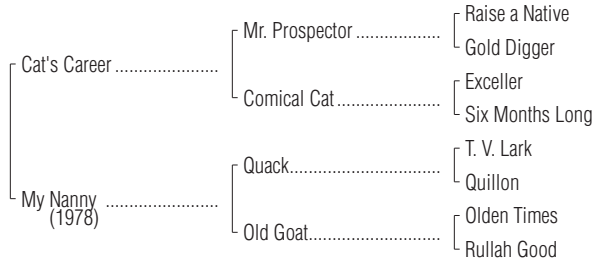 Raise a Native
Mr. Prospector ..................
Gold Digger
Cat's Career ......................
Exceller
Comical Cat......................
Six Months Long
T. V. Lark
Quack................................
Quillon
My Nanny ........................
(1978)
Olden Times
Old Goat............................
Rullah Good